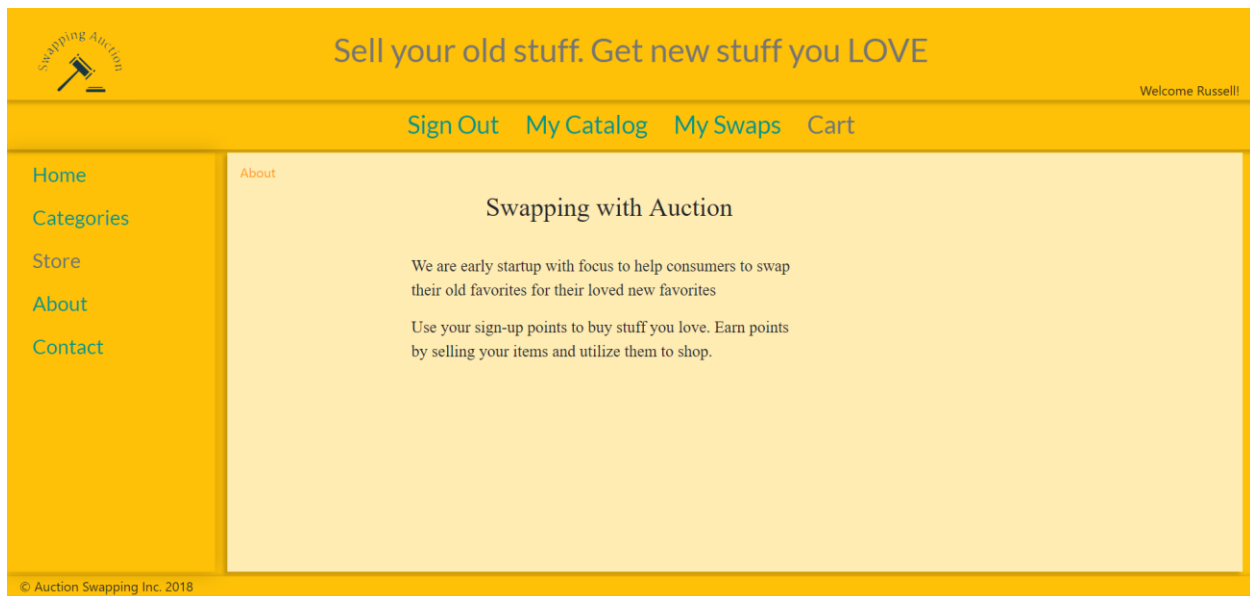 Swapping Auction
Sell your old stuff. Get new stuff you LOVE
Welcome Russell!
Sign Out My Catalog My Swaps Cart
Home
Categories
Store
About
Contact
About
Swapping with Auction
We are early startup with focus to help consumers to swap
their old favorites for their loved new favorites
Use your sign-up points to buy stuff you love. Earn points
by selling your items and utilize them to shop.
© Auction Swapping Inc. 2018